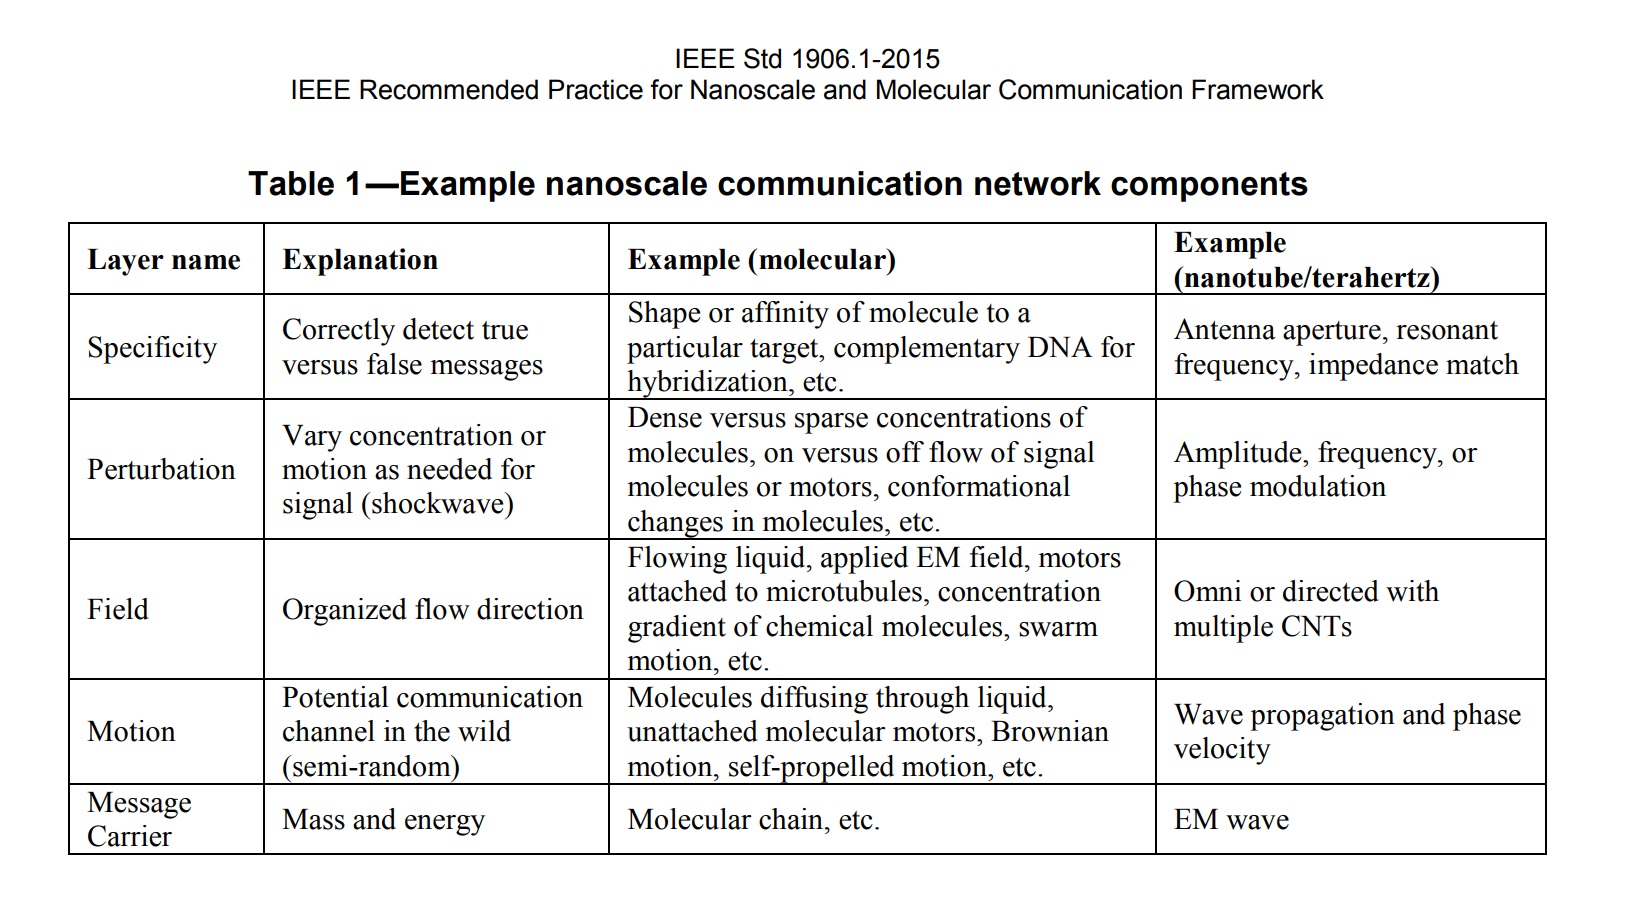 IEEE Std 1906.1-2015
IEEE Recommended Practice for Nanoscale and Molecular Communication Framework
Table 1—Example nanoscale communication network components
Layer name
Explanation
Example (molecular)
Example
(nanotube/terahertz)
Specificity
Correctly detect true
versus false messages
Shape or affinity of molecule to a
particular target, complementary DNA for
hybridization, etc.
Antenna aperture, resonant
frequency, impedance match
Perturbation
Vary concentration or
motion as needed for
signal (shockwave)
Dense versus sparse concentrations of
molecules, on versus off flow of signal
molecules or motors, conformational
changes in molecules, etc.
Amplitude, frequency, or
phase modulation
Field
Organized flow direction
Flowing liquid, applied EM field, motors
attached to microtubules, concentration
gradient of chemical molecules, swarm
motion, etc.
Omni or directed with
multiple CNTs
Motion
Potential communication
channel in the wild
(semi-random)
Molecules diffusing through liquid,
unattached molecular motors, Brownian
motion, self-propelled motion, etc.
Wave propagation and phase
velocity
Message
Carrier
Mass and energy
Molecular chain, etc.
EM wave